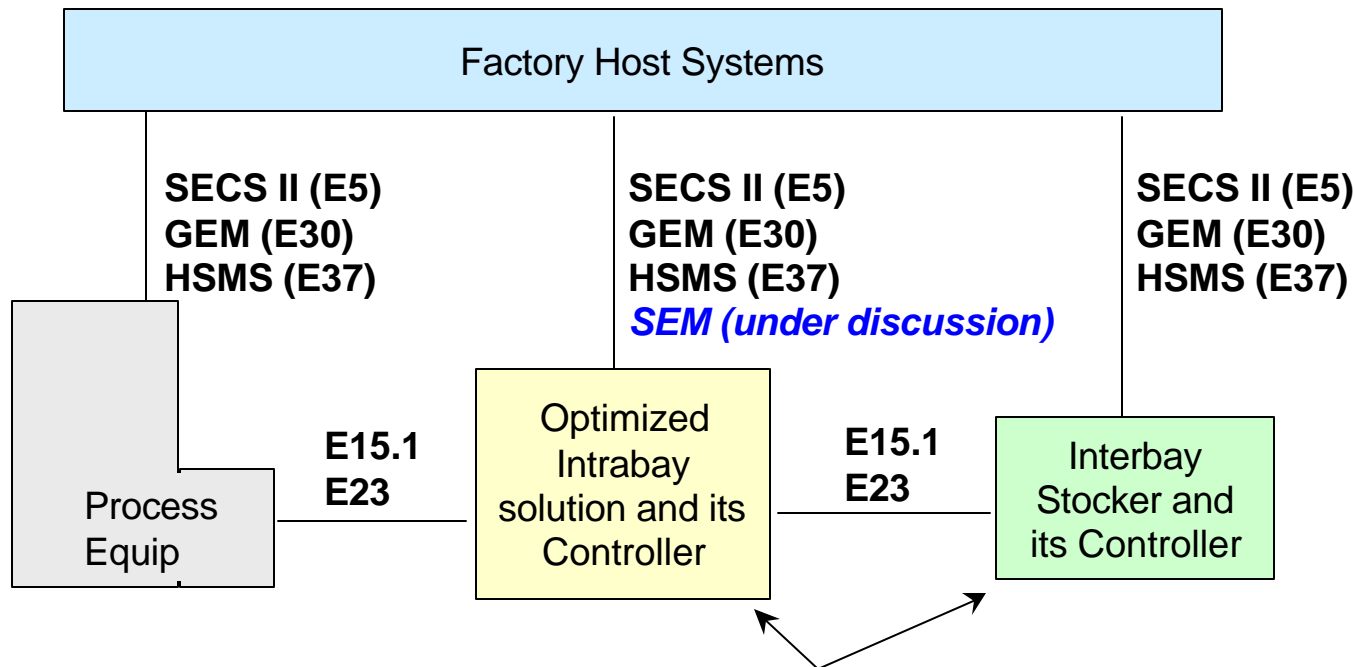 Factory Host Systems
SECS II (E5)
GEM (E30)
HSMS (E37)
SECS II (E5)
GEM (E30)
HSMS (E37)
SEM (under discussion)
SECS II (E5)
GEM (E30)
HSMS (E37)
Process
Equip
E15.1
E23
Optimized
Intrabay
solution and its
Controller
E15.1
E23
Interbay
Stocker and
its Controller